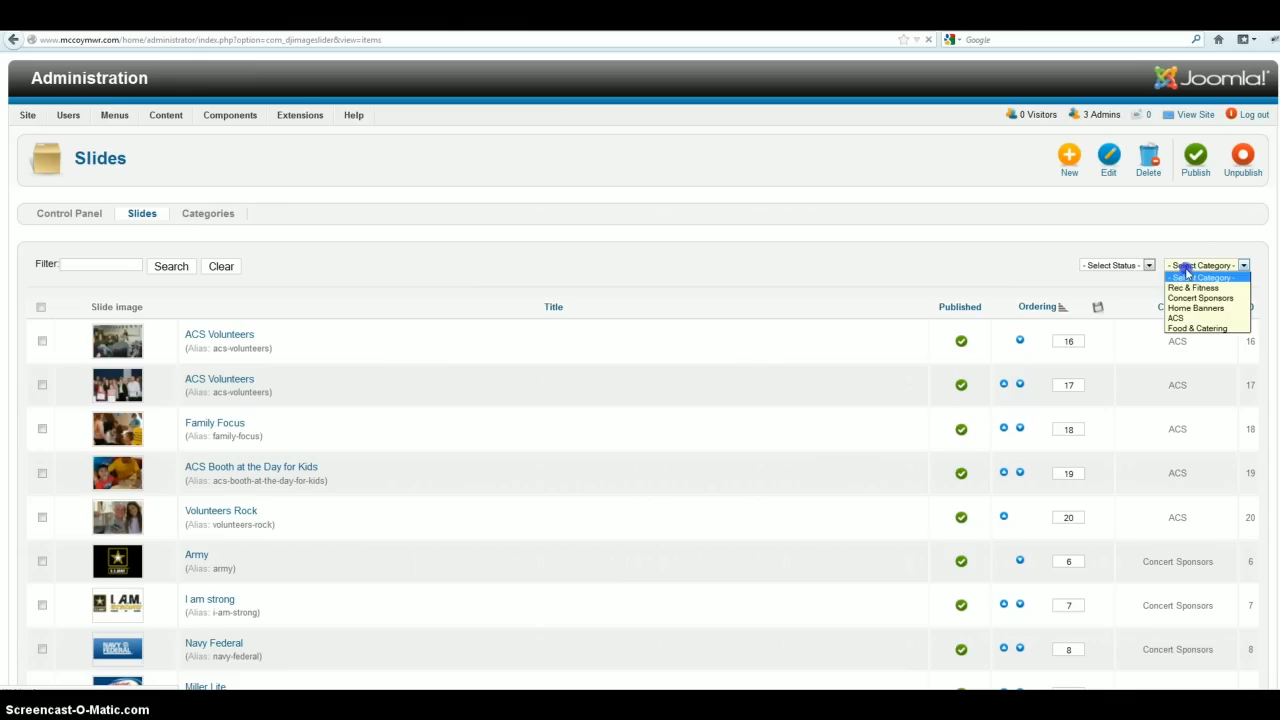 www.mccoymwr.com/home/administrator/index.php?option=com_djimageslider&view=items
Google
Administration
Joomla!
Site Users Menus Content Components Extensions Help
0 Visitors 3 Admins 0 View Site Log out
Slides
New Edit Delete Publish Unpublish
Control Panel Slides Categories
Filter: Search Clear
- Select Status - - Select Category -
- Select Category -
Rec & Fitness
Concert Sponsors
Home Banners
ACS
Food & Catering
Slide image Title Published Ordering
ACS Volunteers
(Alias: acs-volunteers)
16 ACS 16
ACS Volunteers
(Alias: acs-volunteers)
17 ACS 17
Family Focus
(Alias: family-focus)
18 ACS 18
ACS Booth at the Day for Kids
(Alias: acs-booth-at-the-day-for-kids)
19 ACS 19
Volunteers Rock
(Alias: volunteers-rock)
20 ACS 20
Army
(Alias: army)
6 Concert Sponsors 6
I AM
I am strong
(Alias: i-am-strong)
7 Concert Sponsors 7
NAVY
FEDERAL
Navy Federal
(Alias: navy-federal)
8 Concert Sponsors 8
Miller Lite
Screencast-O-Matic.com